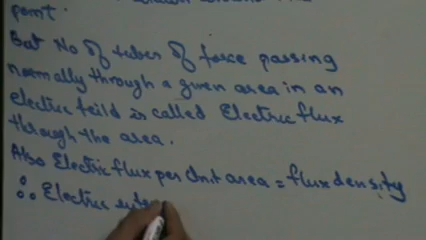 point.
But No of tubes of force passing
normally through a given area in an
electric feild is called Electric flux
through the area.
Also Electric flux per Unit area = flux density
∴ Electric inten